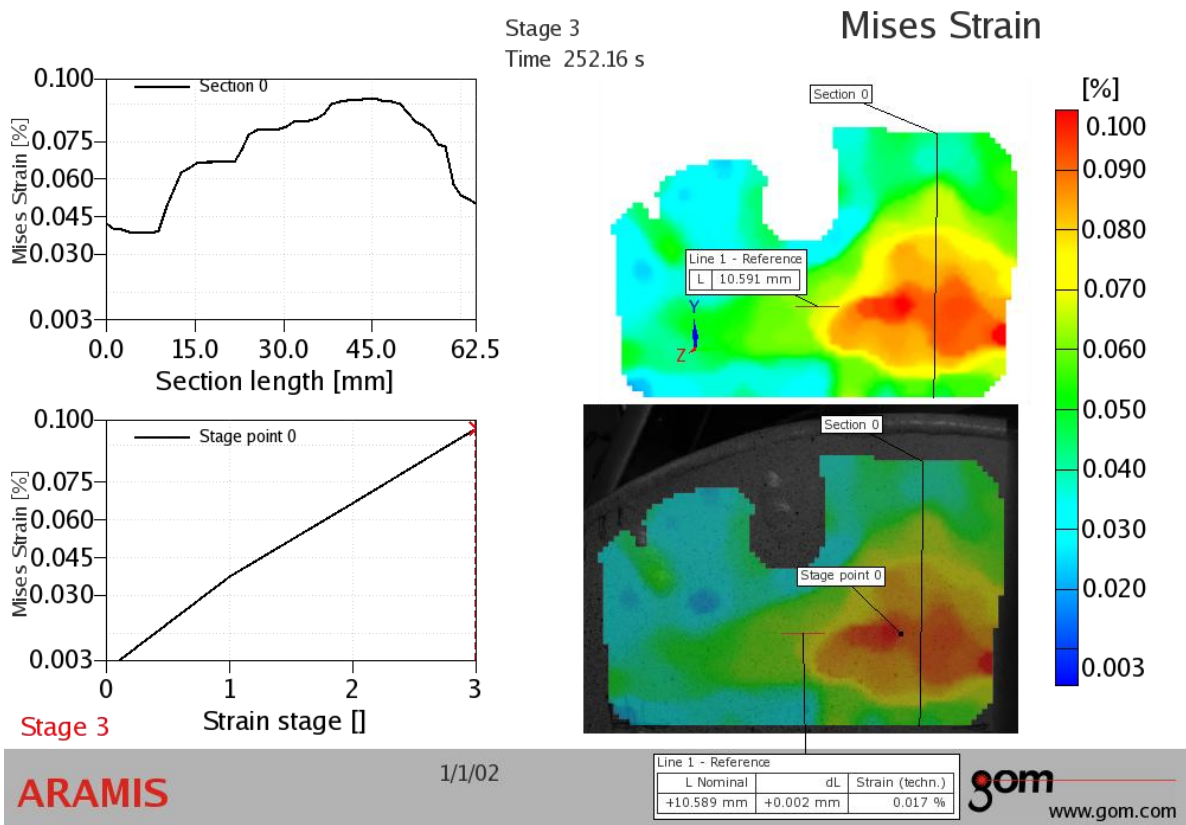 Stage 3
Time 252.16 s
Mises Strain
Mises Strain [%]
0.100
0.075
0.060
0.045
0.030
0.003
Section 0
0.0 15.0 30.0 45.0 62.5
Section length [mm]
Section 0
Line 1 - Reference
L 10.591 mm
Y
Z
[%]
0.100
0.090
0.080
0.070
0.060
0.050
0.040
0.030
0.020
0.003
Mises Strain [%]
0.100
0.075
0.060
0.045
0.030
0.003
Stage point 0
0 1 2 3
Strain stage []
Stage 3
Section 0
Stage point 0
ARAMIS
1/1/02
Line 1 - Reference
L Nominal dL Strain (techn.)
+10.589 mm +0.002 mm 0.017 %
gom
www.gom.com